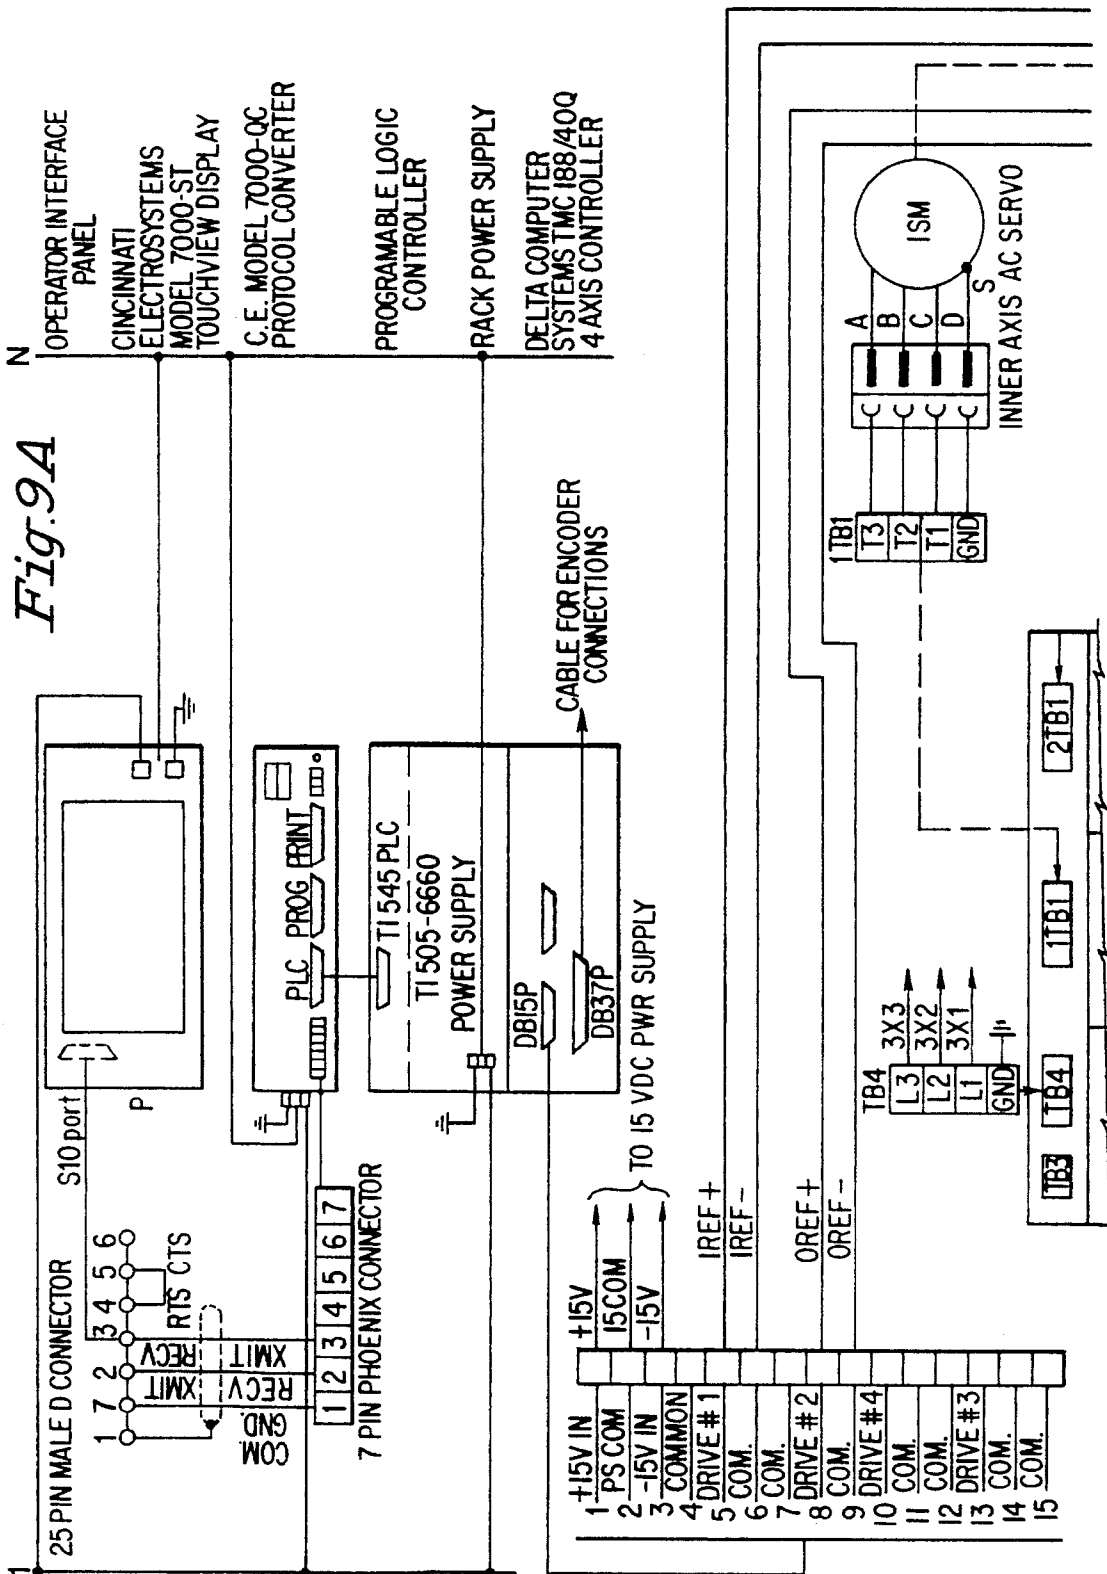 Fig.9A
N
1
OPERATOR INTERFACE
PANEL
CINCINNATI
ELECTROSYSTEMS
MODEL 7000-ST
TOUCHVIEW DISPLAY
C.E. MODEL 7000-QC
PROTOCOL CONVERTER
PROGRAMABLE LOGIC
CONTROLLER
RACK POWER SUPPLY
DELTA COMPUTER
SYSTEMS TMC 188/40Q
4 AXIS CONTROLLER
25 PIN MALE D CONNECTOR
S10 port
P
1 7 2 3 4 5 6
RTS CTS
XMIT RECV
RECV XMIT
GND.
COM.
1 2 3 4 5 6 7
7 PIN PHOENIX CONNECTOR
PLC PROG PRINT
TI 545 PLC
TI 505-6660
POWER SUPPLY
DB15P
DB37P
CABLE FOR ENCODER
CONNECTIONS
+15V IN
1
PS COM
2
-15V IN
3
COMMON
4
DRIVE #1
5
COM.
6
COM.
7
DRIVE #2
8
COM.
9
DRIVE #4
10
COM.
11
COM.
12
DRIVE #3
13
COM.
14
COM.
15
+15V
15COM
-15V
TO 15 VDC PWR SUPPLY
IREF+
IREF-
OREF+
OREF-
TB4
L3 3X3
L2 3X2
L1 3X1
GND
TB3 TB4 1TB1 2TB1
1TB1
T3
T2
T1
GND
C
C
C
C
A
B
C
D
S
ISM
INNER AXIS AC SERVO